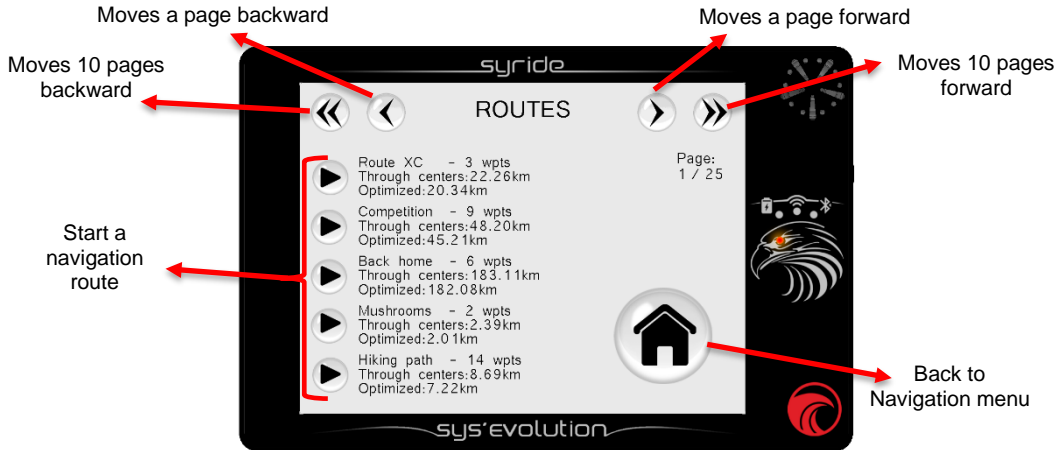 Moves a page backward
Moves a page forward
Moves 10 pages
backward
Moves 10 pages
forward
syride
ROUTES
Page:
1 / 25
Route XC - 3 wpts
Through centers:22.26km
Optimized:20.34km
Competition - 9 wpts
Through centers:48.20km
Optimized:45.21km
Start a
navigation
route
Back home - 6 wpts
Through centers:183.11km
Optimized:182.08km
Mushrooms - 2 wpts
Through centers:2.39km
Optimized:2.01km
Hiking path - 14 wpts
Through centers:8.69km
Optimized:7.22km
Back to
Navigation menu
sys'evolution